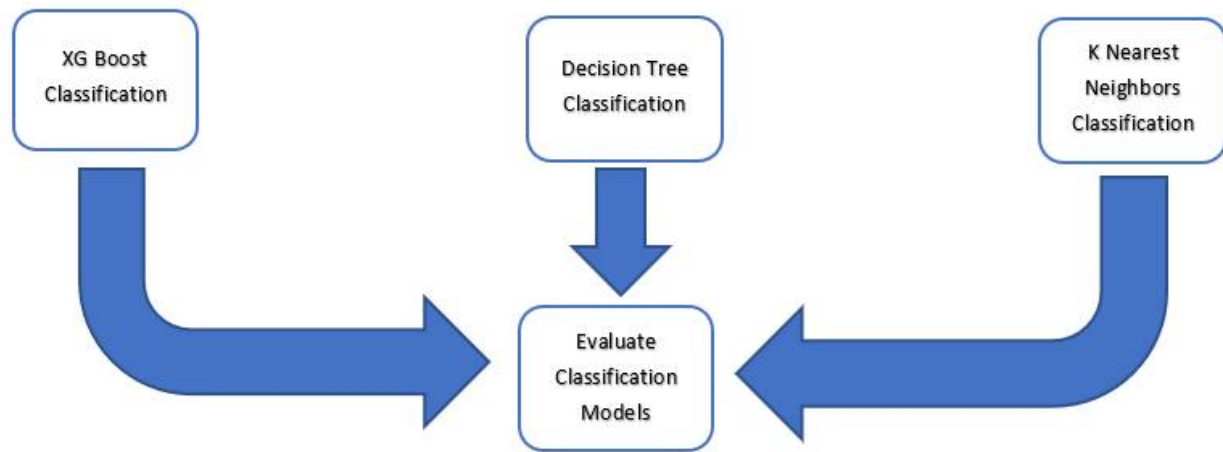 XG Boost
Classification
Decision Tree
Classification
K Nearest
Neighbors
Classification
Evaluate
Classification
Models